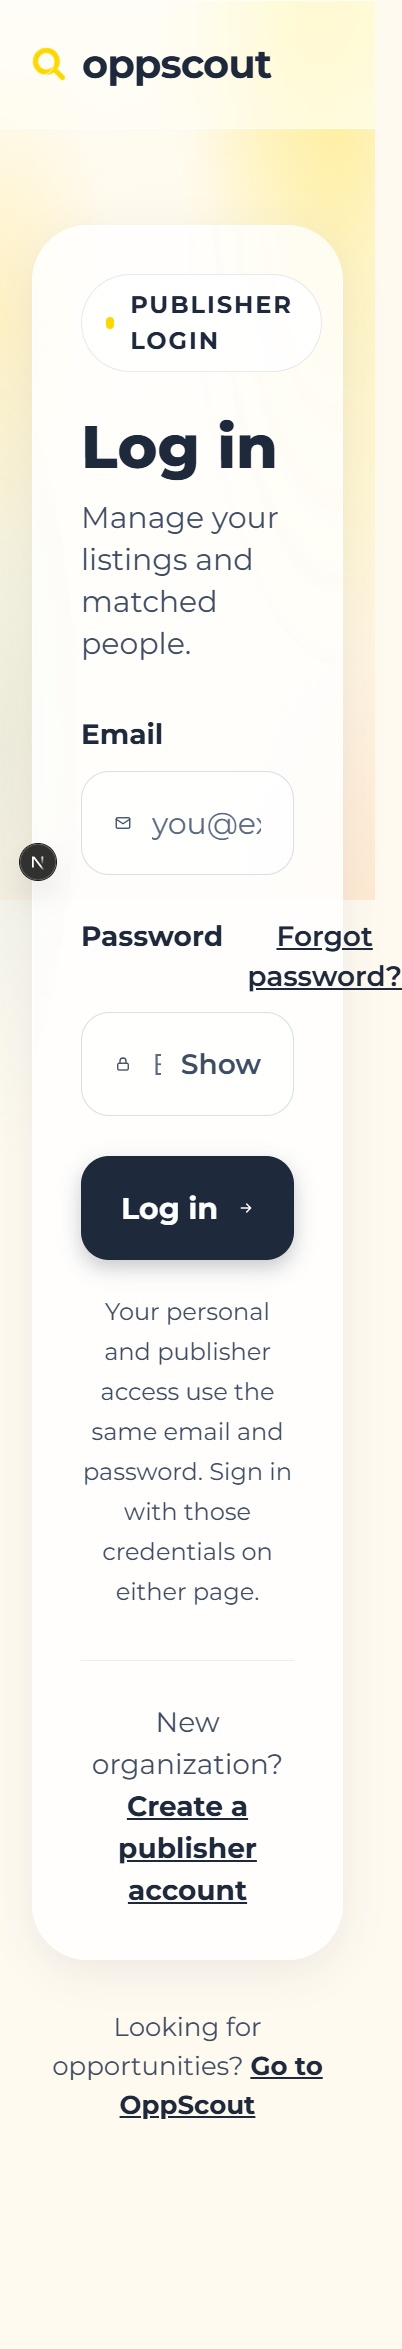 oppscout
PUBLISHER
LOGIN
Log in
Manage your
listings and
matched
people.
Email
you@ex
N
Password
Forgot
password?
Show
Log in →
Your personal
and publisher
access use the
same email and
password. Sign in
with those
credentials on
either page.
New
organization?
Create a
publisher
account
Looking for
opportunities? Go to
OppScout